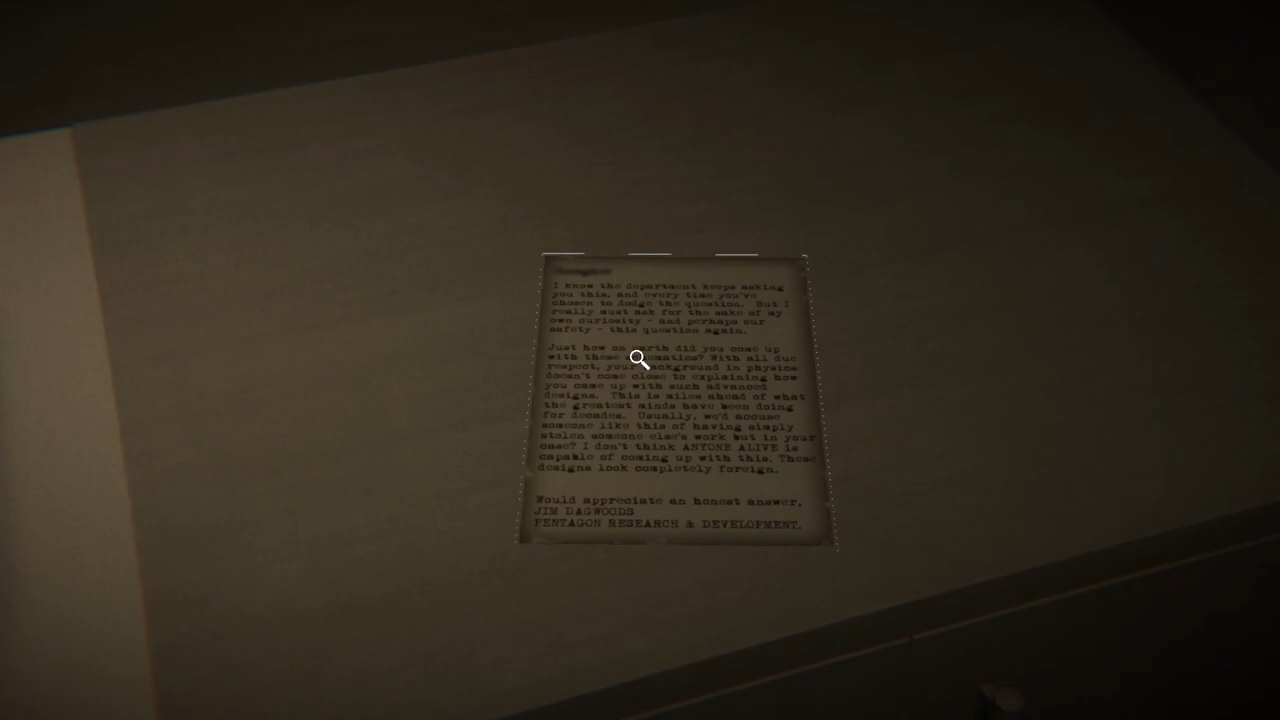 I know the department keeps asking
you this, and every time you've
chosen to dodge the question. But I
really must ask for the sake of my
own curiosity - and perhaps our
safety - this question again.
Just how on earth did you come up
with these schematics? With all due
respect, your background in physics
doesn't come close to explaining how
you came up with such advanced
designs. This is miles ahead of what
the greatest minds have been doing
for decades. Usually, we'd accuse
someone like this of having simply
stolen someone else's work but in your
case? I don't think ANYONE ALIVE is
capable of coming up with this. These
designs look completely foreign.
Would appreciate an honest answer,
JIM DAGWOODS
PENTAGON RESEARCH & DEVELOPMENT.